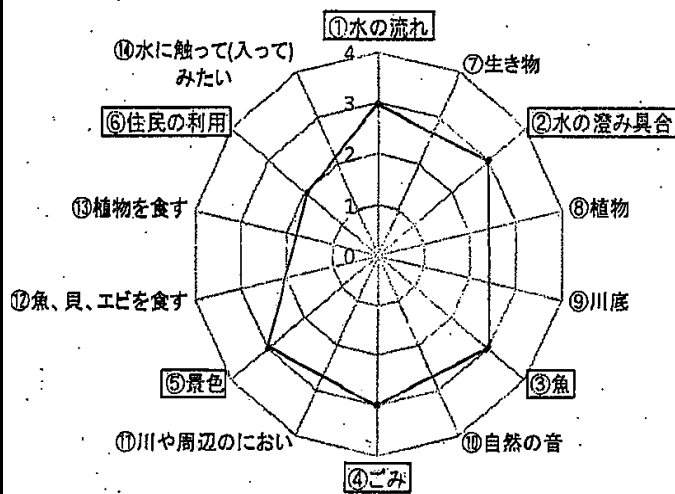 ①水の流れ
⑭水に触って(入って)
みたい
⑦生き物
⑥住民の利用
②水の澄み具合
⑬植物を食す
⑧植物
⑫魚、貝、エビを食す
⑨川底
⑤景色
③魚
⑪川や周辺のにおい
⑩自然の音
④ごみ
4
3
2
1
0